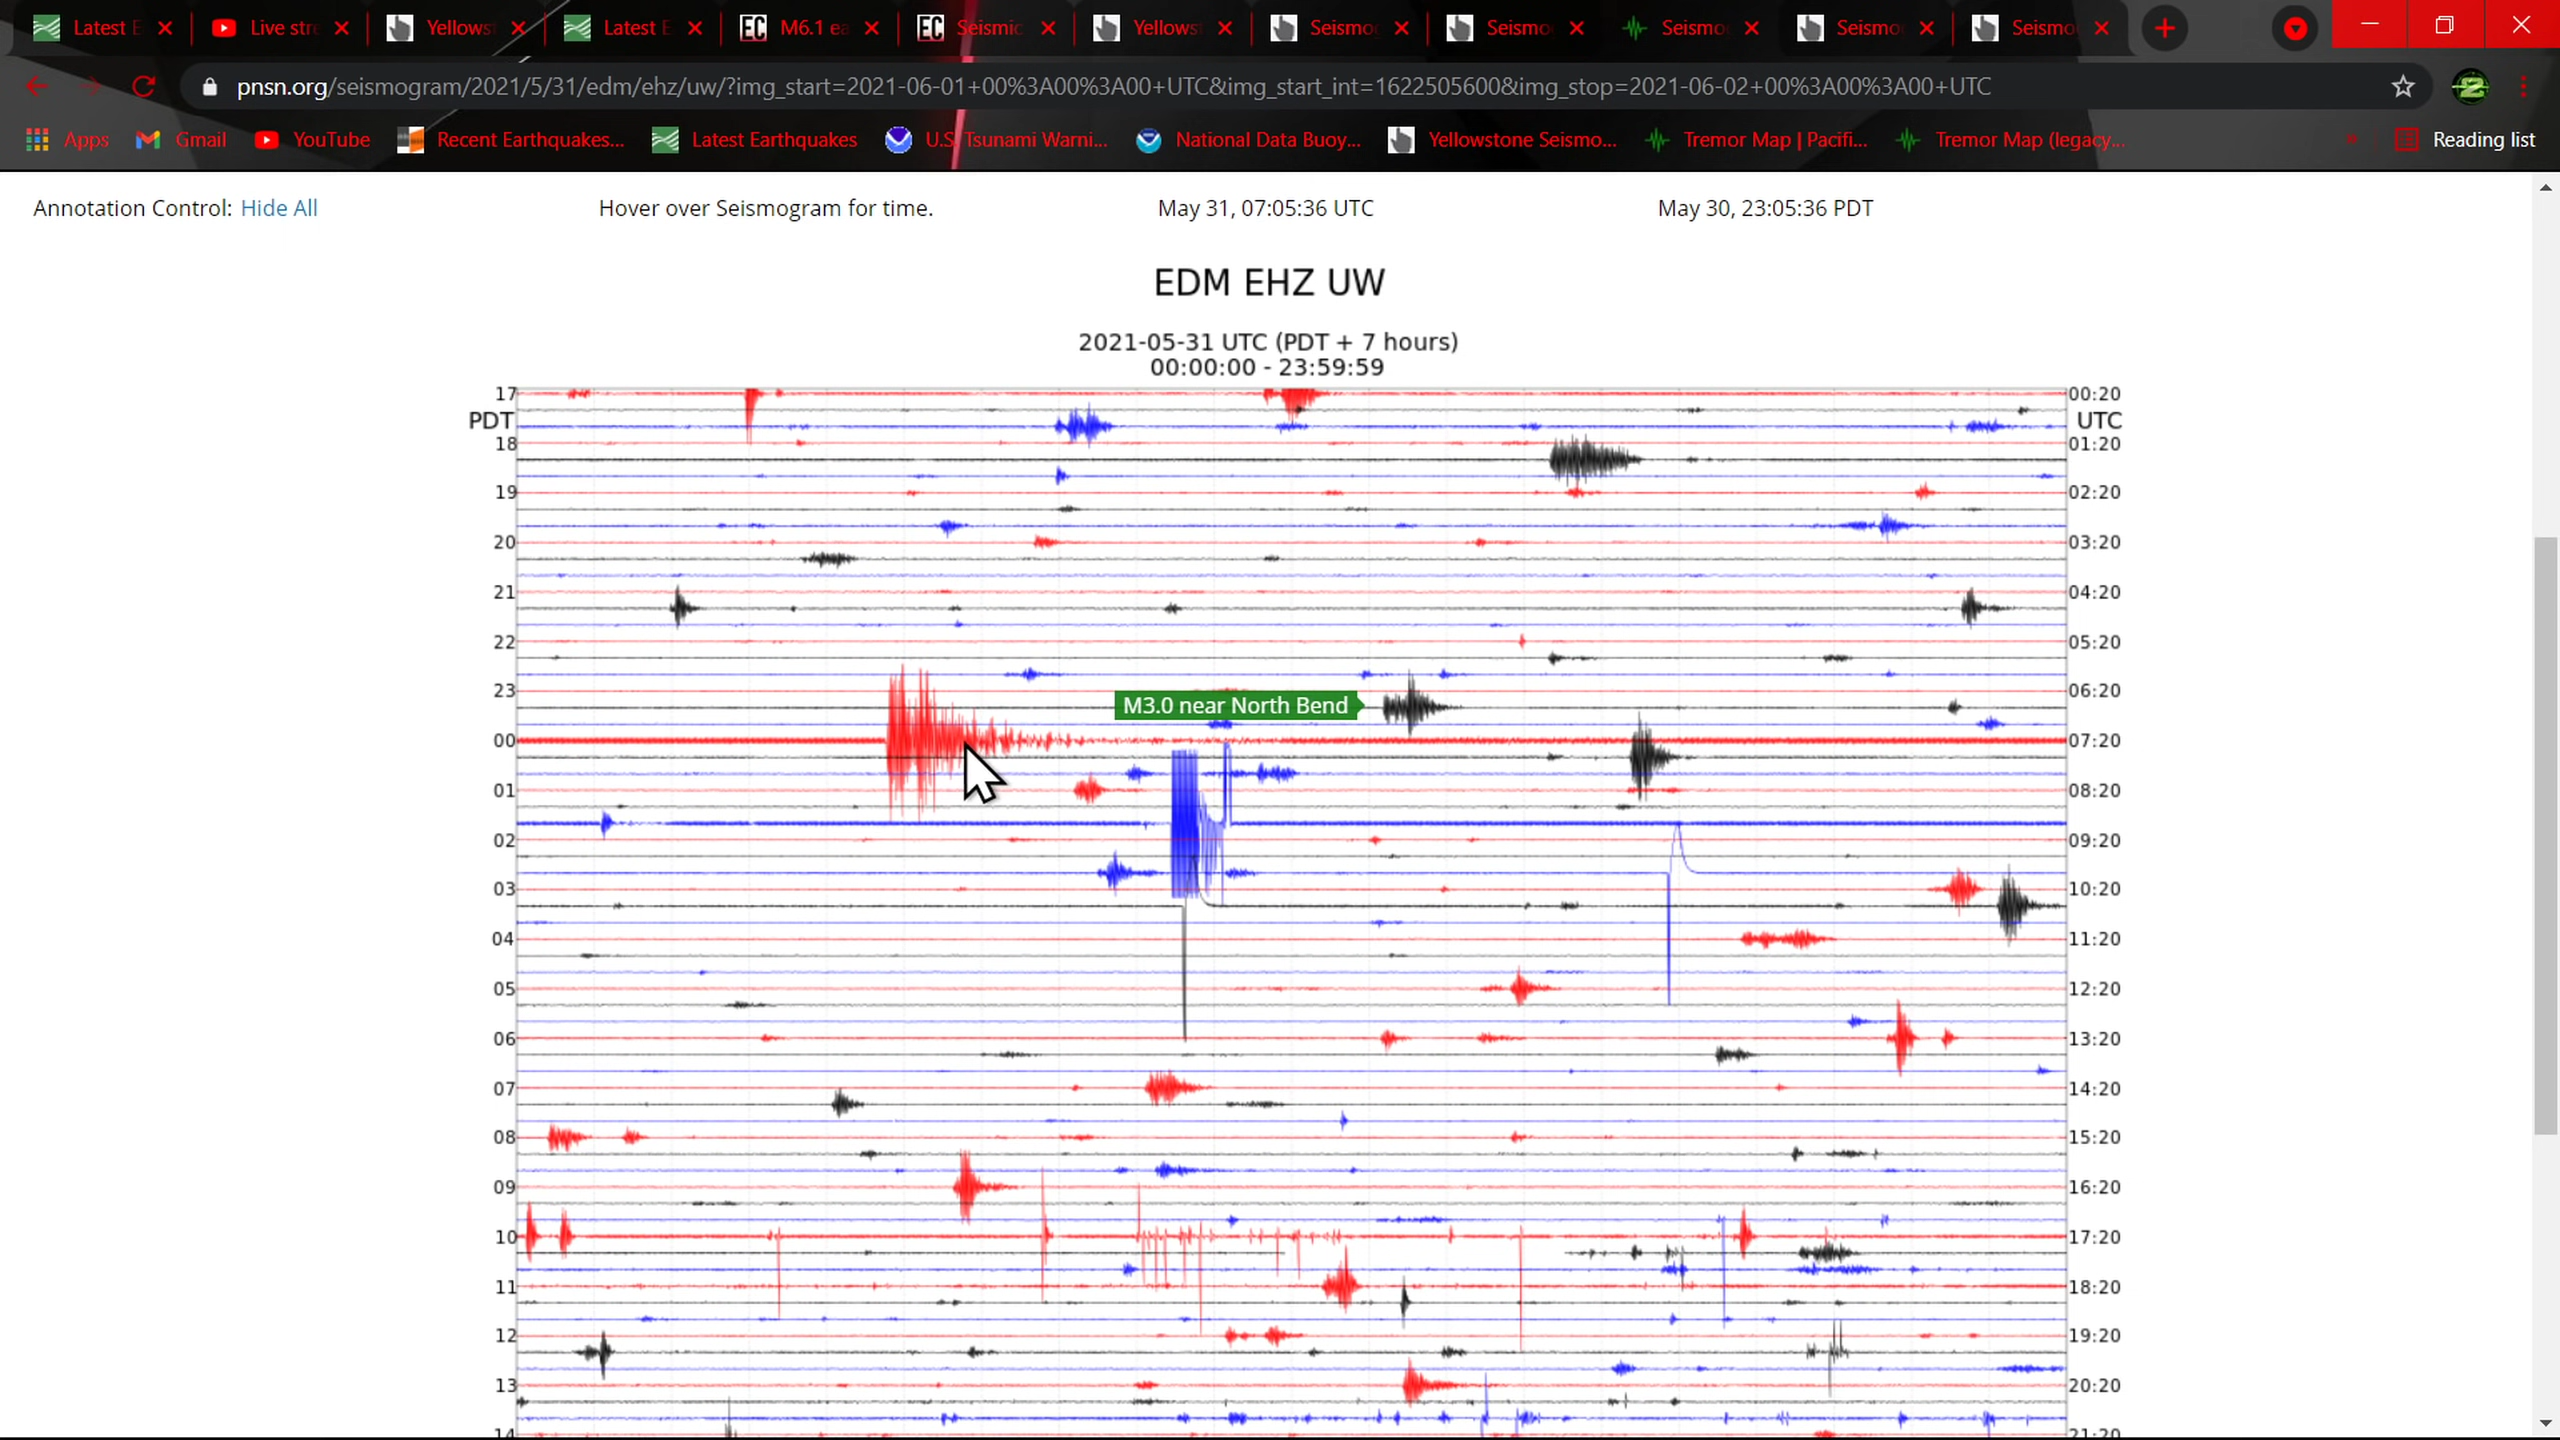 Latest E
Live stre
Yellows
Latest E
EC M6.1 ea
EC Seismic
Yellows
Seismo
Seismo
Seismo
Seismo
Seismo
pnsn.org/seismogram/2021/5/31/edm/ehz/uw/?img_start=2021-06-01+00%3A00%3A00+UTC&img_start_int=1622505600&img_stop=2021-06-02+00%3A00%3A00+UTC
Apps
Gmail
YouTube
Recent Earthquakes...
Latest Earthquakes
U.S. Tsunami Warni...
National Data Buoy...
Yellowstone Seismo...
Tremor Map | Pacifi...
Tremor Map (legacy...
Reading list
Annotation Control: Hide All
Hover over Seismogram for time.
May 31, 07:05:36 UTC
May 30, 23:05:36 PDT
EDM EHZ UW
2021-05-31 UTC (PDT + 7 hours)
00:00:00 - 23:59:59
17 00:20
PDT UTC
18 01:20
19 02:20
20 03:20
21 04:20
22 05:20
23 06:20
M3.0 near North Bend
00 07:20
01 08:20
02 09:20
03 10:20
04 11:20
05 12:20
06 13:20
07 14:20
08 15:20
09 16:20
10 17:20
11 18:20
12 19:20
13 20:20
14 21:20